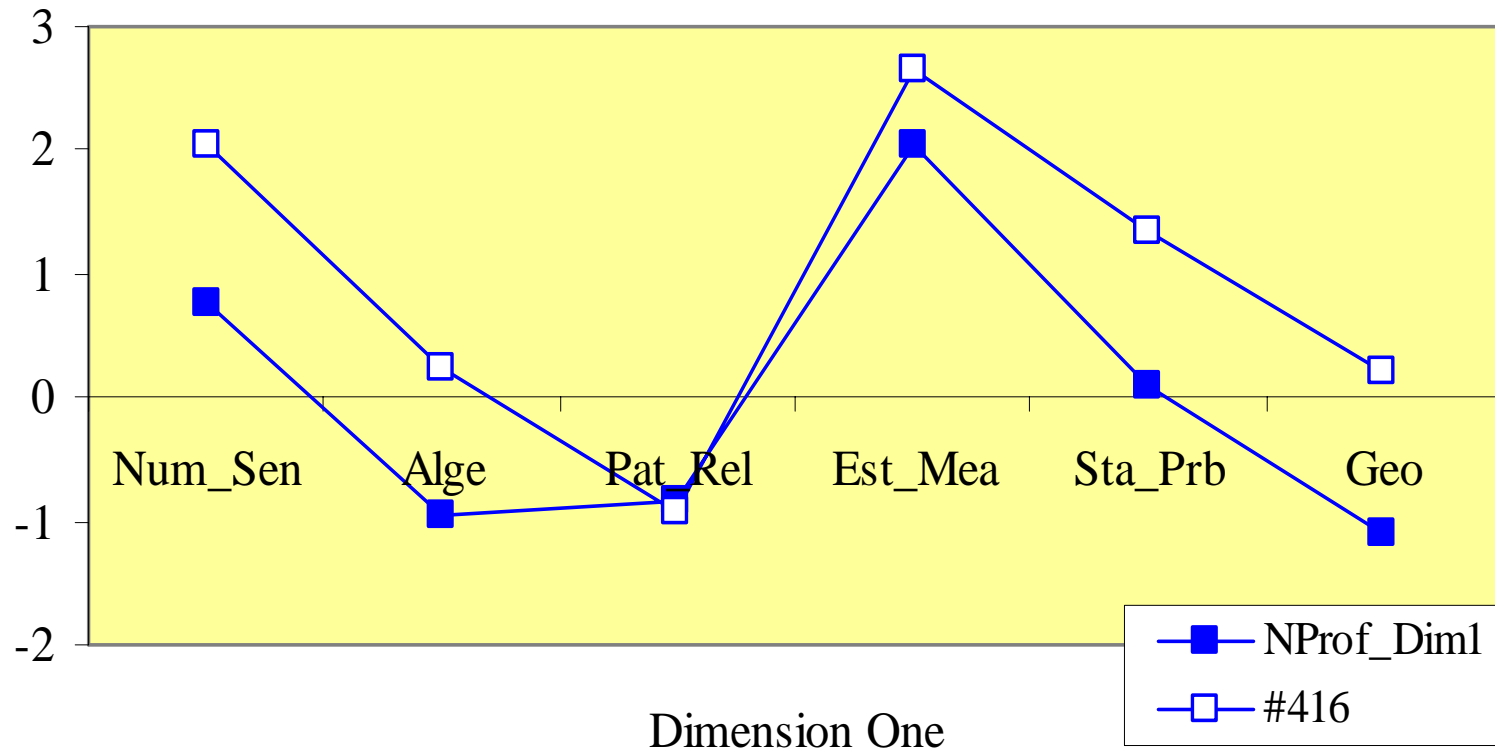 3
2
1
0
-1
-2
Num_Sen Alge Pat_Rel Est_Mea Sta_Prb Geo
NProf_Dim1
#416
Dimension One